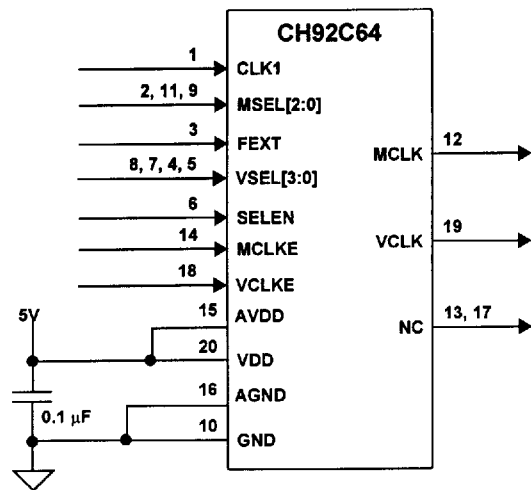 CH92C64
1 CLK1
2, 11, 9 MSEL[2:0]
3 FEXT
MCLK 12
8, 7, 4, 5 VSEL[3:0]
6 SELEN
14 MCLKE
VCLK 19
18 VCLKE
5V
15 AVDD
NC 13, 17
20 VDD
16 AGND
0.1 µF
10 GND